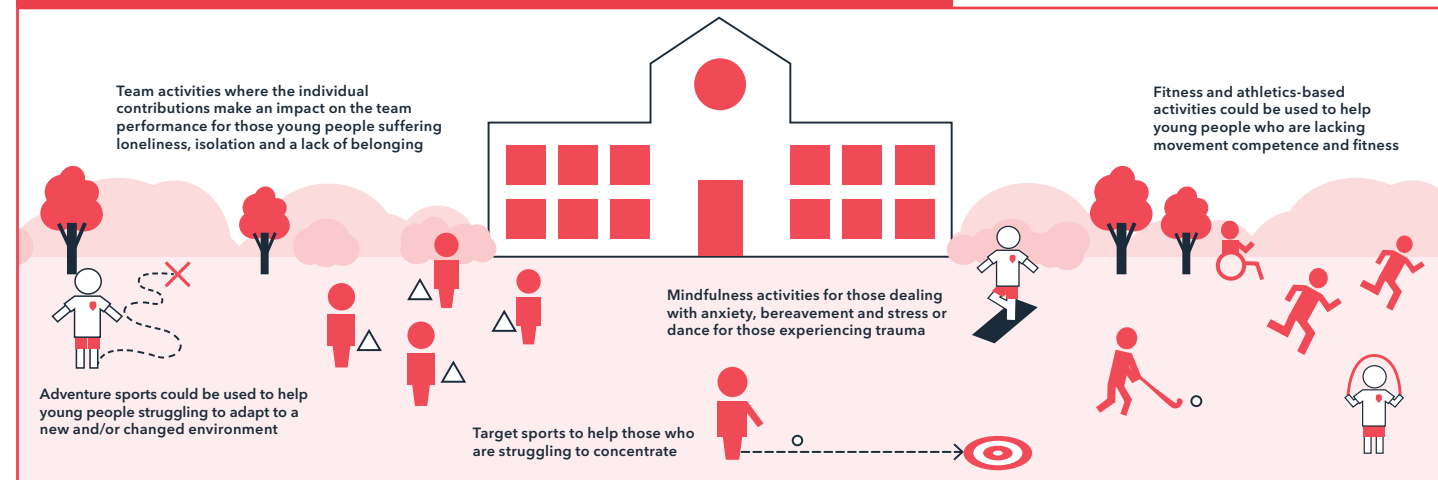 Team activities where the individual
contributions make an impact on the team
performance for those young people suffering
loneliness, isolation and a lack of belonging
Fitness and athletics-based
activities could be used to help
young people who are lacking
movement competence and fitness
Mindfulness activities for those dealing
with anxiety, bereavement and stress or
dance for those experiencing trauma
Adventure sports could be used to help
young people struggling to adapt to a
new and/or changed environment
Target sports to help those who
are struggling to concentrate